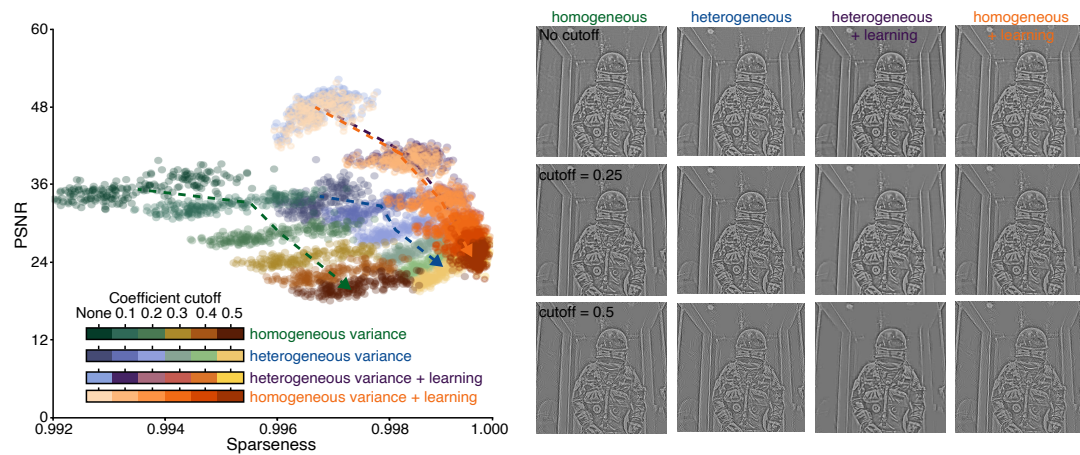 60
48
36
24
12
0
PSNR
0.992
0.994
0.996
0.998
1.000
Sparseness
Coefficient cutoff
None 0.1 0.2 0.3 0.4 0.5
homogeneous variance
heterogeneous variance
heterogeneous variance + learning
homogeneous variance + learning
homogeneous
heterogeneous
heterogeneous
+ learning
homogeneous
+ learning
No cutoff
cutoff = 0.25
cutoff = 0.5